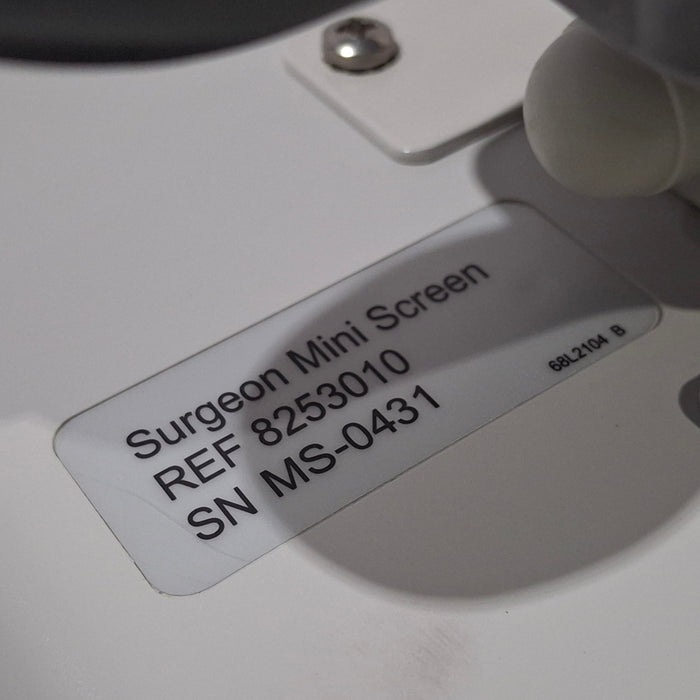 Surgeon Mini Screen
REF 8253010
SN MS-0431
68L2104 B